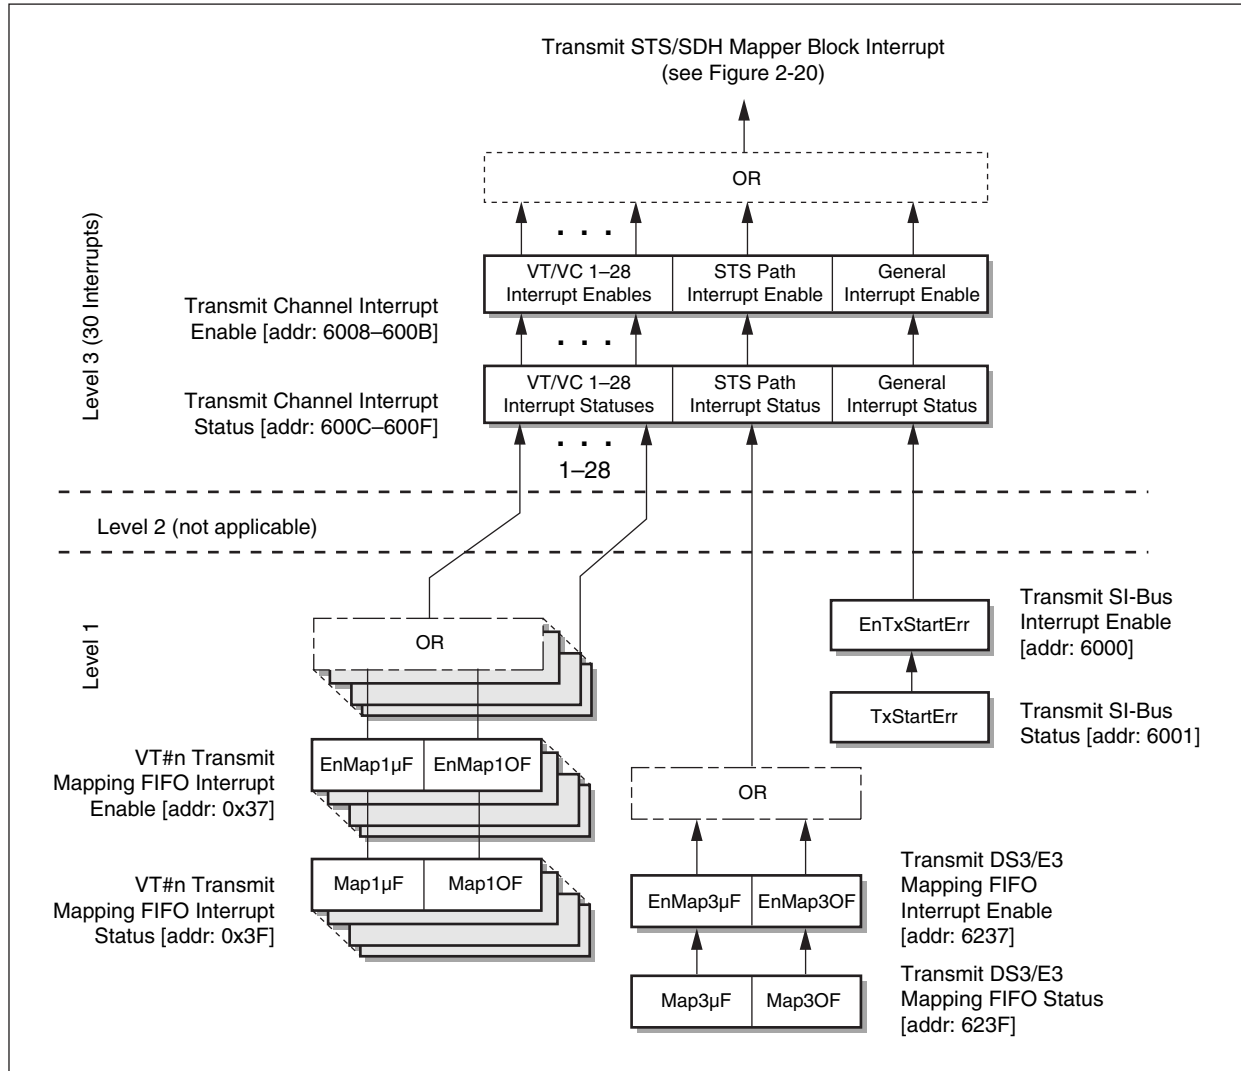 Transmit STS/SDH Mapper Block Interrupt
(see Figure 2-20)
OR
Level 3 (30 Interrupts)
. . .
VT/VC 1–28
Interrupt Enables
STS Path
Interrupt Enable
General
Interrupt Enable
Transmit Channel Interrupt
Enable [addr: 6008–600B]
. . .
VT/VC 1–28
Interrupt Statuses
STS Path
Interrupt Status
General
Interrupt Status
Transmit Channel Interrupt
Status [addr: 600C–600F]
. . .
1–28
Level 2 (not applicable)
Level 1
OR
EnTxStartErr
Transmit SI-Bus
Interrupt Enable
[addr: 6000]
TxStartErr
Transmit SI-Bus
Status [addr: 6001]
VT#n Transmit
Mapping FIFO Interrupt
Enable [addr: 0x37]
EnMap1µF
EnMap1OF
OR
VT#n Transmit
Mapping FIFO Interrupt
Status [addr: 0x3F]
Map1µF
Map1OF
EnMap3µF
EnMap3OF
Transmit DS3/E3
Mapping FIFO
Interrupt Enable
[addr: 6237]
Map3µF
Map3OF
Transmit DS3/E3
Mapping FIFO Status
[addr: 623F]